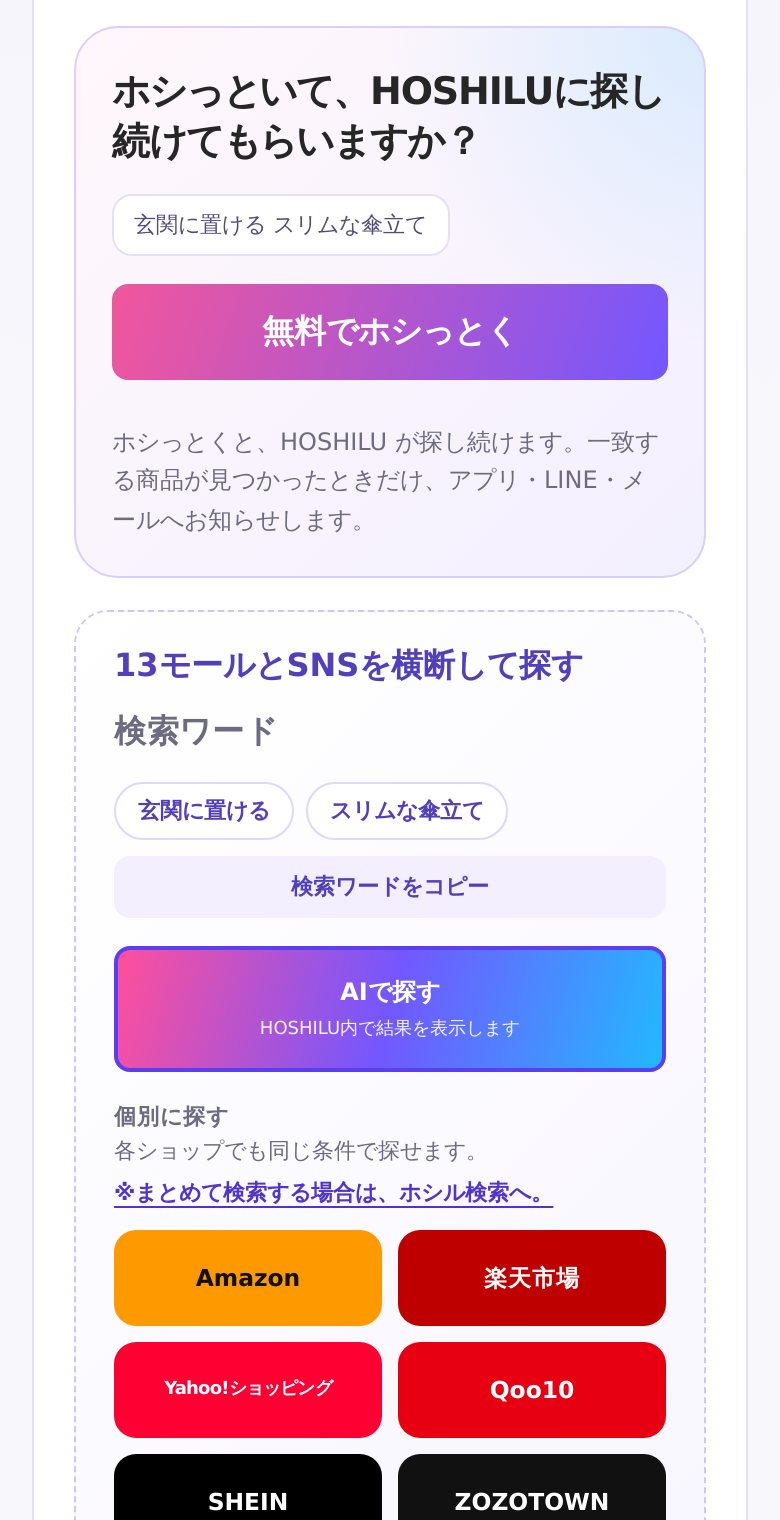 ホシっといて、HOSHILUに探し
続けてもらいますか？
玄関に置ける スリムな傘立て
無料でホシっとく
ホシっとくと、HOSHILU が探し続けます。一致す
る商品が見つかったときだけ、アプリ・LINE・メ
ールへお知らせします。
13モールとSNSを横断して探す
検索ワード
玄関に置ける
スリムな傘立て
検索ワードをコピー
AIで探す
HOSHILU内で結果を表示します
個別に探す
各ショップでも同じ条件で探せます。
※まとめて検索する場合は、ホシル検索へ。
Amazon
楽天市場
Yahoo!ショッピング
Qoo10
SHEIN
ZOZOTOWN